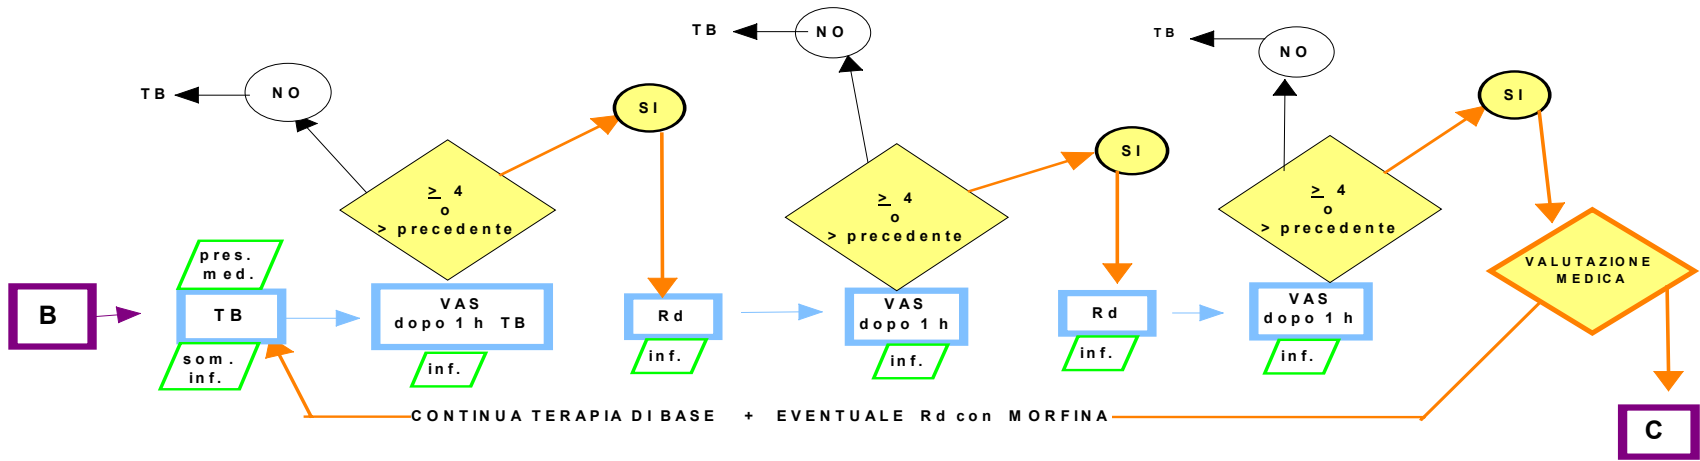 TB
NO
SI
≥ 4
o
> precedente
TB
NO
SI
≥ 4
o
> precedente
TB
NO
SI
≥ 4
o
> precedente
VALUTAZIONE
MEDICA
B
pres.
med.
TB
som.
inf.
VAS
dopo 1 h TB
inf.
Rd
inf.
VAS
dopo 1 h
inf.
Rd
inf.
VAS
dopo 1 h
inf.
CONTINUA TERAPIA DI BASE + EVENTUALE Rd con MORFINA
C